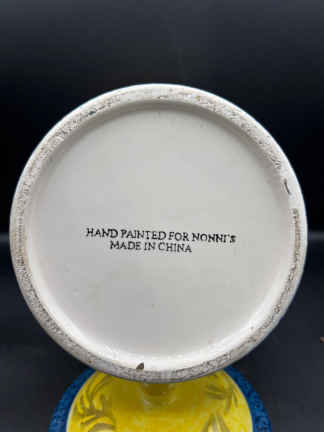 HAND PAINTED FOR NONNI'S
MADE IN CHINA